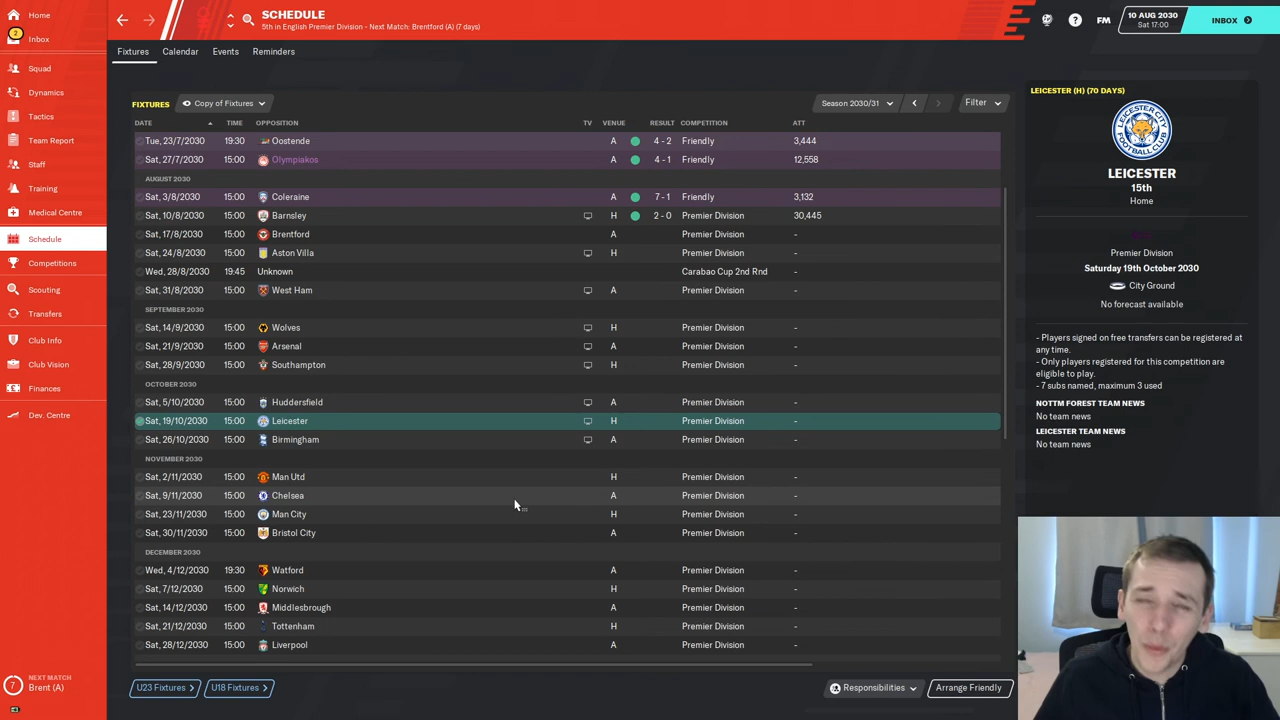 Home
SCHEDULE
5th in English Premier Division - Next Match: Brentford (A) (7 days)
FM
10 AUG 2030
Sat 17:00
INBOX
2
Inbox
Squad
Dynamics
Tactics
Team Report
Staff
Training
Medical Centre
Schedule
Competitions
Scouting
Transfers
Club Info
Club Vision
Finances
Dev. Centre
7
NEXT MATCH
Brent (A)
Fixtures Calendar Events Reminders
FIXTURES Copy of Fixtures Season 2030/31 Filter
DATE TIME OPPOSITION TV VENUE RESULT COMPETITION ATT
Tue, 23/7/2030 19:30 Oostende A 4 - 2 Friendly 3,444
Sat, 27/7/2030 15:00 Olympiakos A 4 - 1 Friendly 12,558
AUGUST 2030
Sat, 3/8/2030 15:00 Coleraine A 7 - 1 Friendly 3,132
Sat, 10/8/2030 15:00 Barnsley H 2 - 0 Premier Division 30,445
Sat, 17/8/2030 15:00 Brentford A Premier Division -
Sat, 24/8/2030 15:00 Aston Villa H Premier Division -
Wed, 28/8/2030 19:45 Unknown Carabao Cup 2nd Rnd -
Sat, 31/8/2030 15:00 West Ham A Premier Division -
SEPTEMBER 2030
Sat, 14/9/2030 15:00 Wolves H Premier Division -
Sat, 21/9/2030 15:00 Arsenal A Premier Division -
Sat, 28/9/2030 15:00 Southampton H Premier Division -
OCTOBER 2030
Sat, 5/10/2030 15:00 Huddersfield A Premier Division -
Sat, 19/10/2030 15:00 Leicester H Premier Division -
Sat, 26/10/2030 15:00 Birmingham A Premier Division -
NOVEMBER 2030
Sat, 2/11/2030 15:00 Man Utd H Premier Division -
Sat, 9/11/2030 15:00 Chelsea A Premier Division -
Sat, 23/11/2030 15:00 Man City H Premier Division -
Sat, 30/11/2030 15:00 Bristol City A Premier Division -
DECEMBER 2030
Wed, 4/12/2030 19:30 Watford A Premier Division -
Sat, 7/12/2030 15:00 Norwich H Premier Division -
Sat, 14/12/2030 15:00 Middlesbrough A Premier Division -
Sat, 21/12/2030 15:00 Tottenham H Premier Division -
Sat, 28/12/2030 15:00 Liverpool A Premier Division -
U23 Fixtures U18 Fixtures Responsibilities Arrange Friendly
LEICESTER (H) (70 DAYS)
LEICESTER CITY
FOOTBALL CLUB
LEICESTER
15th
Home
Premier Division
Saturday 19th October 2030
City Ground
No forecast available
- Players signed on free transfers can be registered at
any time.
- Only players registered for this competition are
eligible to play.
- 7 subs named, maximum 3 used
NOTTM FOREST TEAM NEWS
No team news
LEICESTER TEAM NEWS
No team news